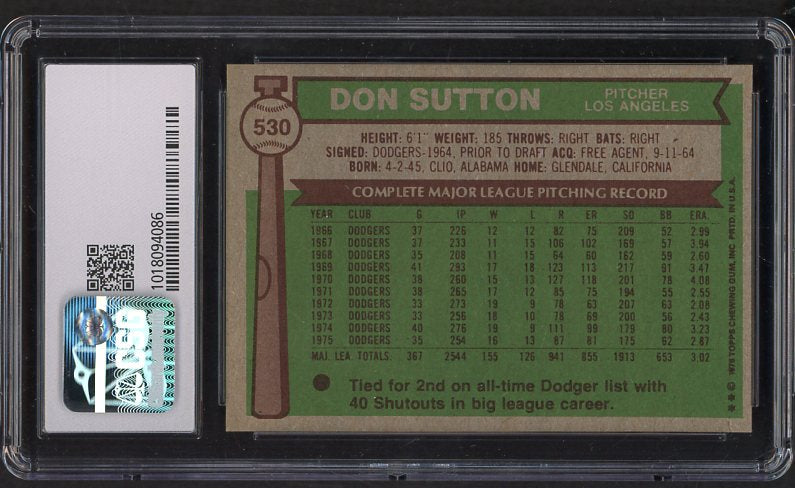 1018094086
530
DON SUTTON
PITCHER
LOS ANGELES
HEIGHT: 6'1" WEIGHT: 185 THROWS: RIGHT BATS: RIGHT
SIGNED: DODGERS-1964, PRIOR TO DRAFT ACQ: FREE AGENT, 9-11-64
BORN: 4-2-45, CLIO, ALABAMA HOME: GLENDALE, CALIFORNIA
COMPLETE MAJOR LEAGUE PITCHING RECORD
YEAR CLUB G IP W L R ER SO BB ERA.
1966 DODGERS 37 226 12 12 82 75 209 52 2.99
1967 DODGERS 37 233 11 15 106 102 169 57 3.94
1968 DODGERS 35 208 11 15 64 60 162 59 2.60
1969 DODGERS 41 293 17 18 123 113 217 91 3.47
1970 DODGERS 38 260 15 13 127 118 201 78 4.08
1971 DODGERS 38 265 17 12 85 75 194 55 2.55
1972 DODGERS 33 273 19 9 78 63 207 63 2.08
1973 DODGERS 33 256 18 10 78 69 200 56 2.43
1974 DODGERS 40 276 19 9 111 99 179 80 3.23
1975 DODGERS 35 254 16 13 87 81 175 62 2.87
MAJ. LEA. TOTALS 367 2544 155 126 941 855 1913 653 3.02
Tied for 2nd on all-time Dodger list with
40 Shutouts in big league career.
** © 1976 TOPPS CHEWING GUM, INC. PRTD. IN U.S.A.